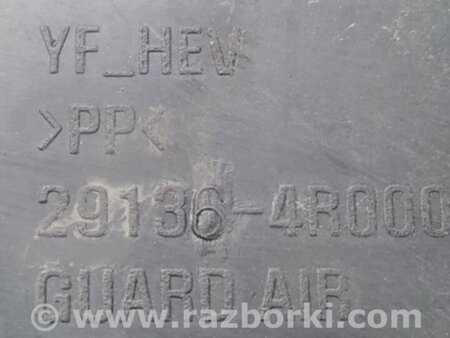 YF_HEV
>PP<
29136-4R000
GUARD AIR
© www.razborki.com